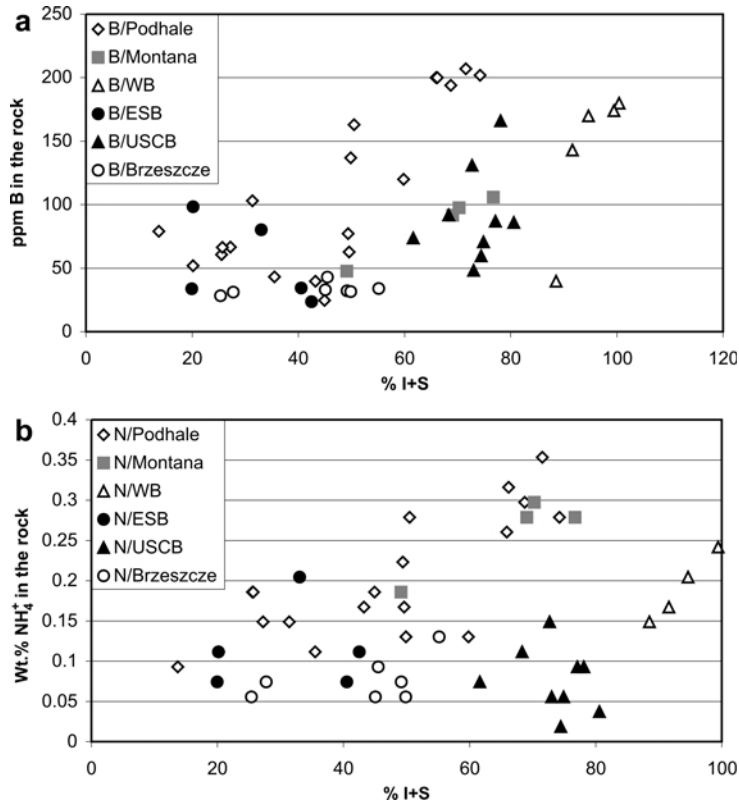 a
250
200
150
100
50
0
ppm B in the rock
B/Podhale
B/Montana
B/WB
B/ESB
B/USCB
B/Brzeszcze
0 20 40 60 80 100 120
% I+S
b
0.4
0.35
0.3
0.25
0.2
0.15
0.1
0.05
0
Wt.% NH₄⁺ in the rock
N/Podhale
N/Montana
N/WB
N/ESB
N/USCB
N/Brzeszcze
0 20 40 60 80 100
% I+S